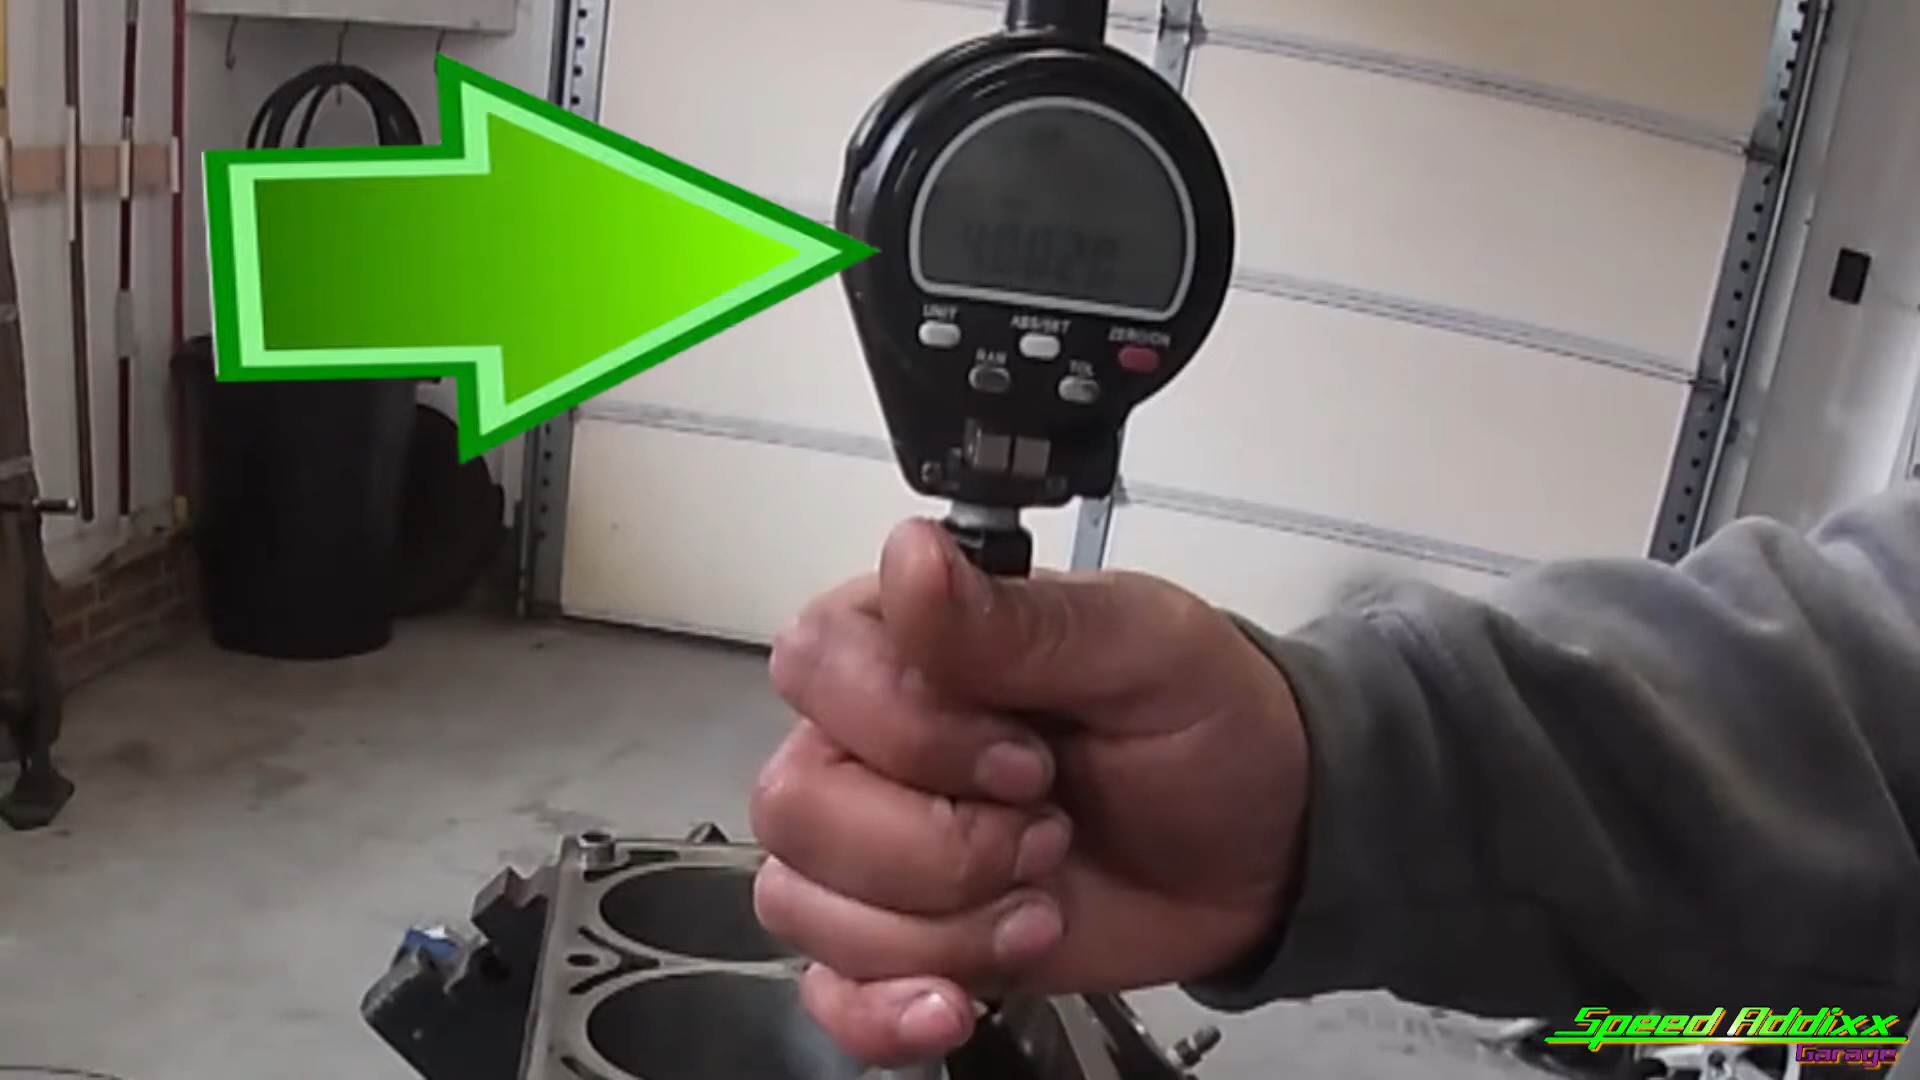 UNIT
ABS/SET
ZERO/ON
TOL
Speed Addixx
Garage